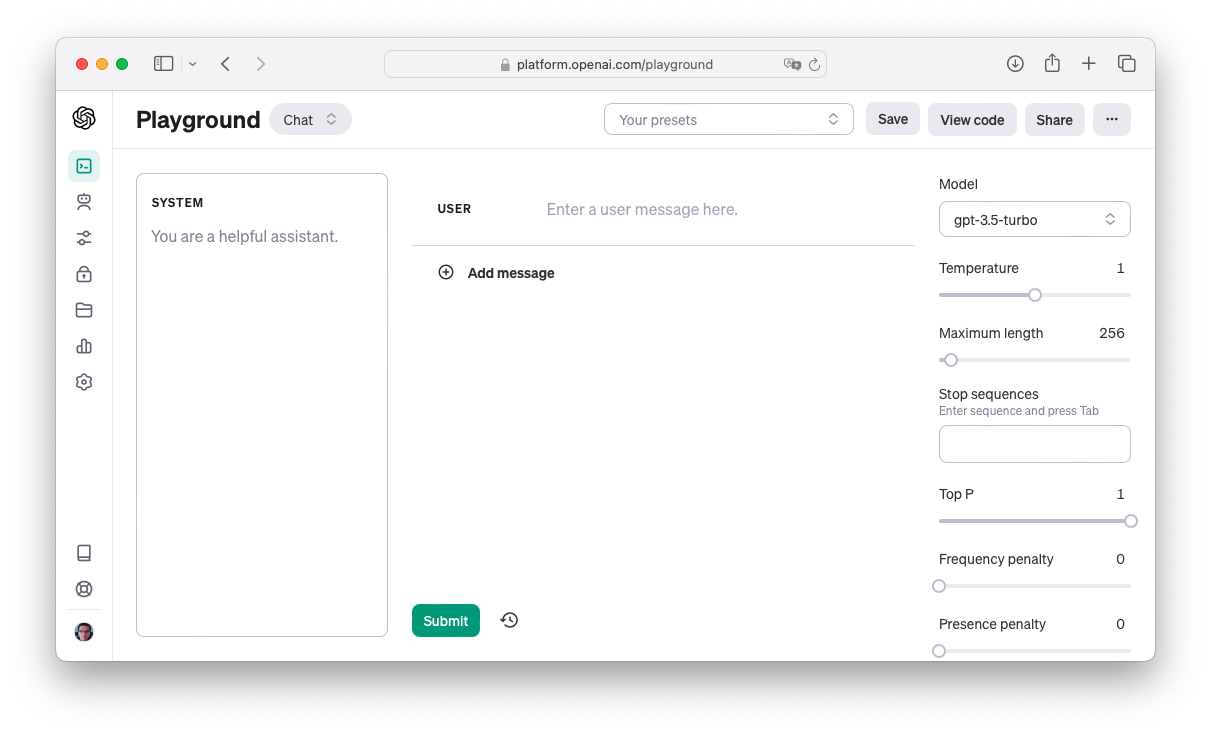 platform.openai.com/playground
Playground
Chat
Your presets
Save
View code
Share
SYSTEM
You are a helpful assistant.
USER
Enter a user message here.
Add message
Submit
Model
gpt-3.5-turbo
Temperature 1
Maximum length 256
Stop sequences
Enter sequence and press Tab
Top P 1
Frequency penalty 0
Presence penalty 0